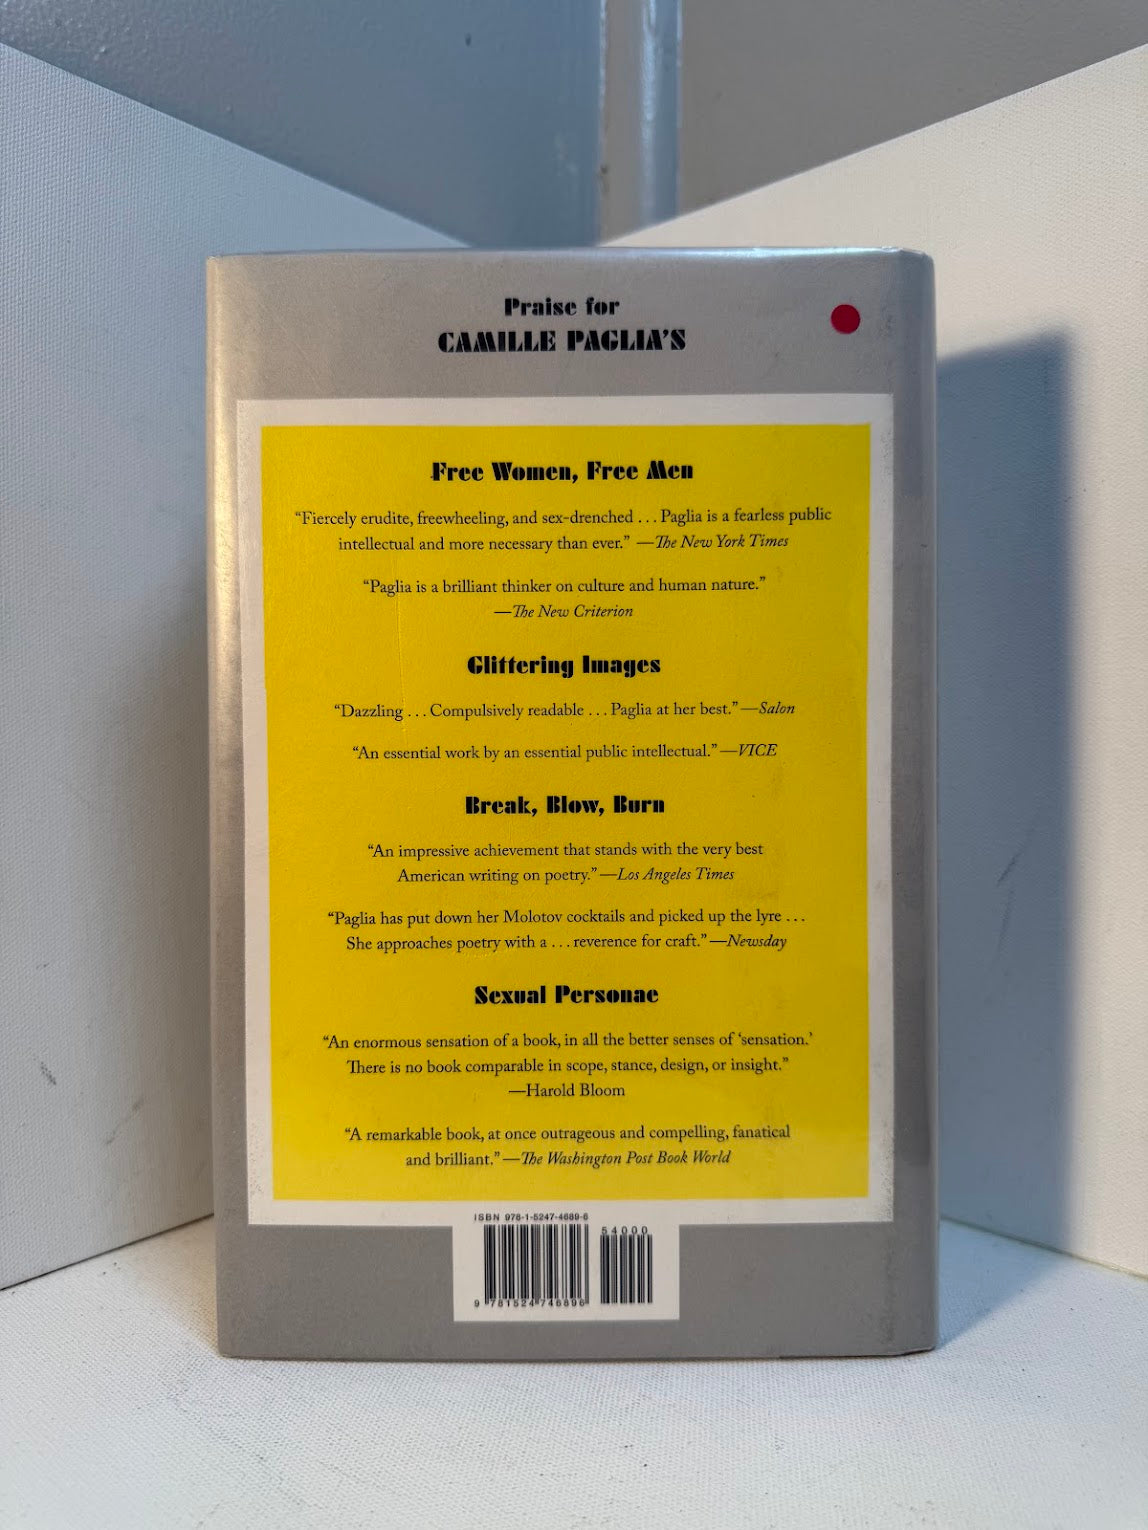 Praise for
CAMILLE PAGLIA'S
Free Women, Free Men
“Fiercely erudite, freewheeling, and sex-drenched . . . Paglia is a fearless public
intellectual and more necessary than ever.” —The New York Times
“Paglia is a brilliant thinker on culture and human nature.”
—The New Criterion
Glittering Images
“Dazzling . . . Compulsively readable . . . Paglia at her best.” —Salon
“An essential work by an essential public intellectual.” —VICE
Break, Blow, Burn
“An impressive achievement that stands with the very best
American writing on poetry.” —Los Angeles Times
“Paglia has put down her Molotov cocktails and picked up the lyre . . .
She approaches poetry with a . . . reverence for craft.” —Newsday
Sexual Personae
“An enormous sensation of a book, in all the better senses of ‘sensation.’
There is no book comparable in scope, stance, design, or insight.”
—Harold Bloom
“A remarkable book, at once outrageous and compelling, fanatical
and brilliant.” —The Washington Post Book World
ISBN 978-1-5247-4689-6
54000
9 781524 746896